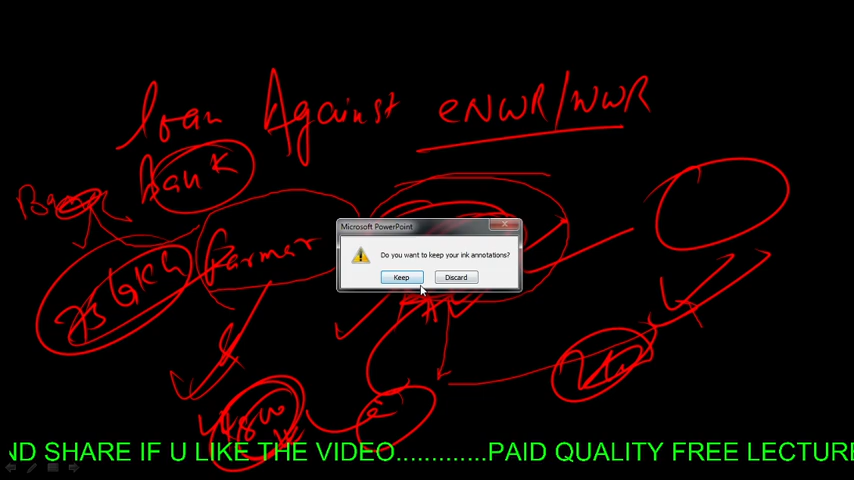 loan Against eNWR/NWR
bank
Farmer
Microsoft PowerPoint
Do you want to keep your ink annotations?
Keep Discard
ND SHARE IF U LIKE THE VIDEO.............PAID QUALITY FREE LECTURE